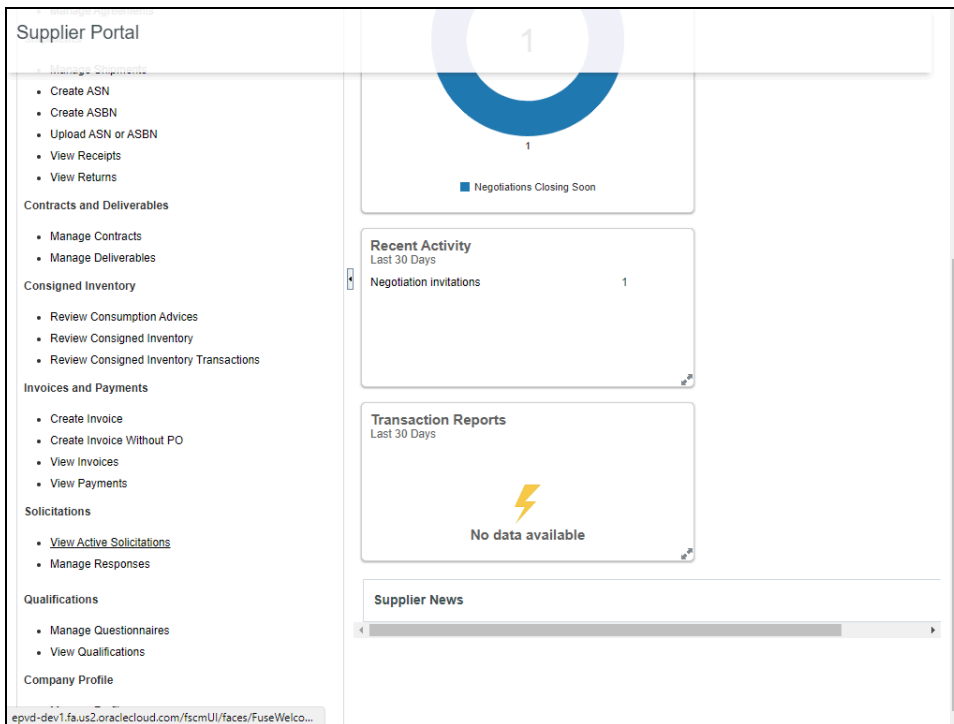 Manage Agreements
Supplier Portal
Manage Shipments
Create ASN
Create ASBN
Upload ASN or ASBN
View Receipts
View Returns
Contracts and Deliverables
Manage Contracts
Manage Deliverables
Consigned Inventory
Review Consumption Advices
Review Consigned Inventory
Review Consigned Inventory Transactions
Invoices and Payments
Create Invoice
Create Invoice Without PO
View Invoices
View Payments
Solicitations
View Active Solicitations
Manage Responses
Qualifications
Manage Questionnaires
View Qualifications
Company Profile
epvd-dev1.fa.us2.oraclecloud.com/fscmUI/faces/FuseWelco...
1
1
Negotiations Closing Soon
Recent Activity
Last 30 Days
Negotiation invitations 1
Transaction Reports
Last 30 Days
No data available
Supplier News